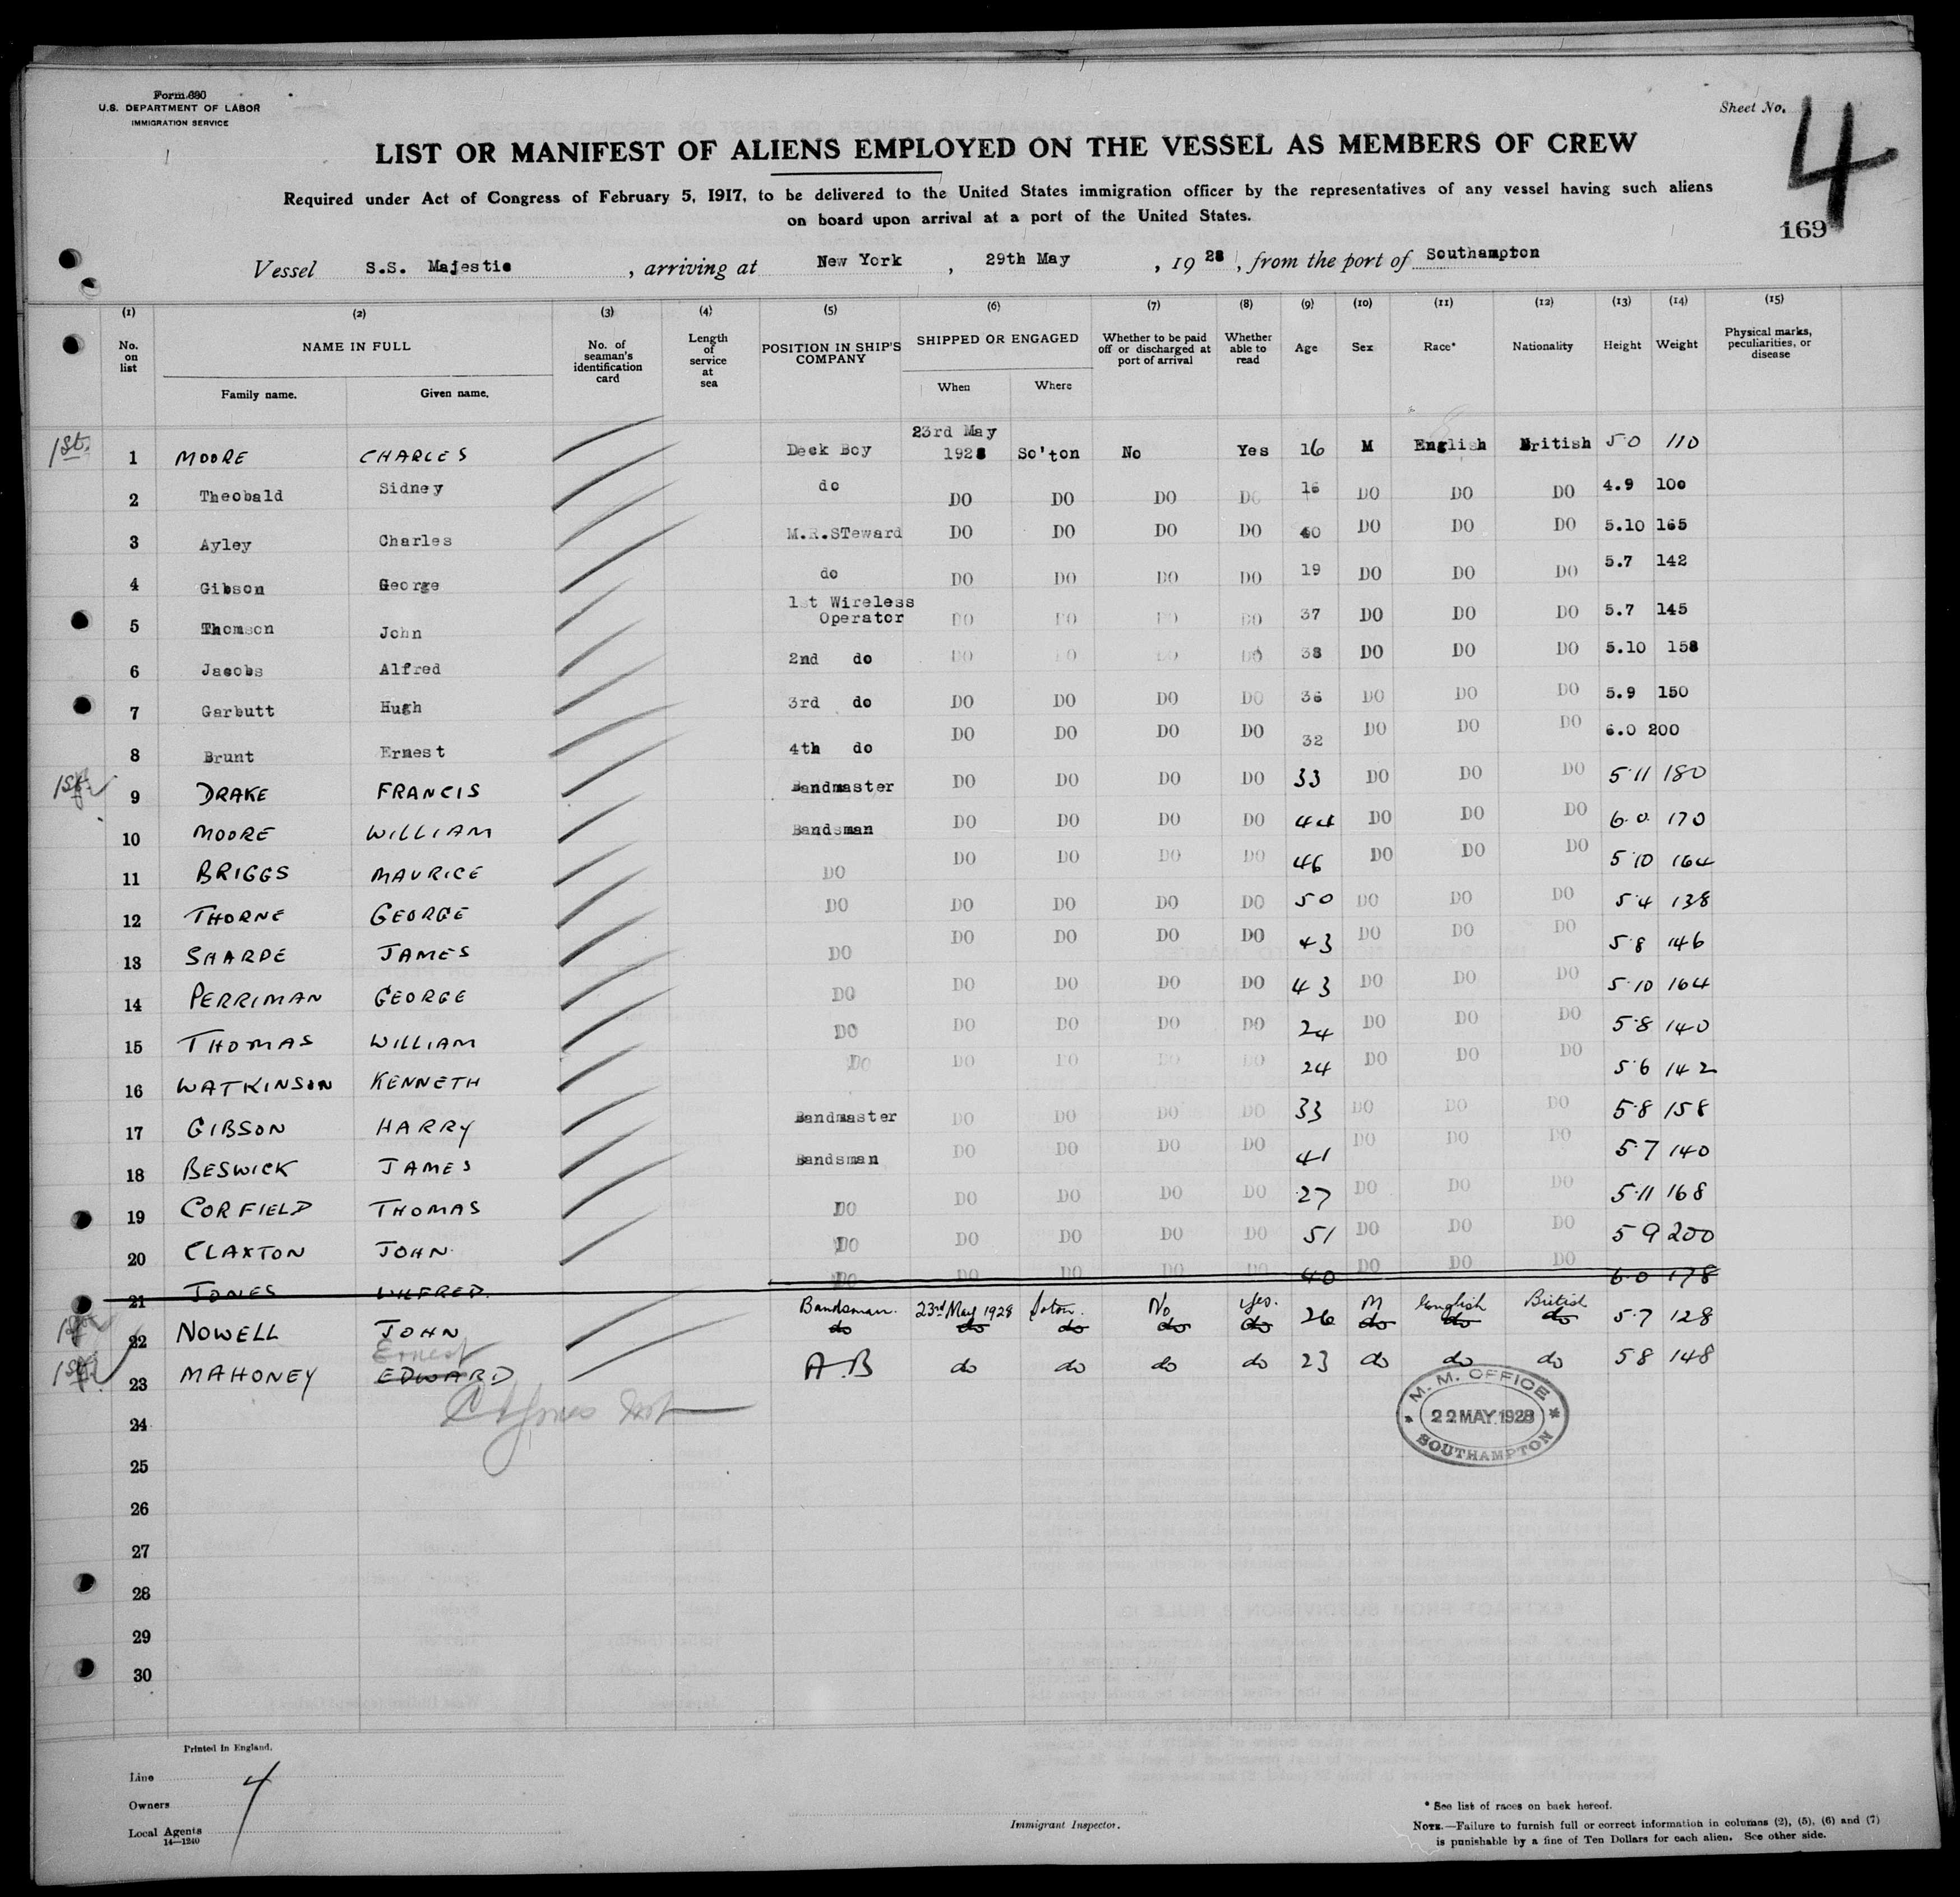 Form 680
U.S. DEPARTMENT OF LABOR
IMMIGRATION SERVICE
Sheet No. 4
LIST OR MANIFEST OF ALIENS EMPLOYED ON THE VESSEL AS MEMBERS OF CREW
Required under Act of Congress of February 5, 1917, to be delivered to the United States immigration officer by the representatives of any vessel having such aliens
on board upon arrival at a port of the United States.
169
Vessel S.S. Majestic, arriving at New York, 29th May, 1928, from the port of Southampton
(1) (2) (3) (4) (5) (6) (7) (8) (9) (10) (11) (12) (13) (14) (15)
No. on list NAME IN FULL Family name. Given name. No. of seaman's identification card Length of service at sea POSITION IN SHIP'S COMPANY SHIPPED OR ENGAGED When Where Whether to be paid off or discharged at port of arrival Whether able to read Age Sex Race* Nationality Height Weight Physical marks, peculiarities, or disease
1st. 1 MOORE CHARLES Deck Boy 23rd May 1928 So'ton No Yes 16 M English British 5 0 110
2 Theobald Sidney do DO DO DO DO 16 DO DO DO 4.9 100
3 Ayley Charles M.R.STeward DO DO DO DO 40 DO DO DO 5.10 165
4 Gibson George do DO DO DO DO 19 DO DO DO 5.7 142
5 Thomson John 1st Wireless Operator DO DO DO DO 37 DO DO DO 5.7 145
6 Jacobs Alfred 2nd do DO DO DO DO 38 DO DO DO 5.10 158
7 Garbutt Hugh 3rd do DO DO DO DO 36 DO DO DO 5.9 150
8 Brunt Ernest 4th do DO DO DO DO 32 DO DO DO 6.0 200
1st 9 DRAKE FRANCIS Bandmaster DO DO DO DO 33 DO DO DO 5.11 180
10 MOORE WILLIAM Bandsman DO DO DO DO 44 DO DO DO 6.0. 170
11 BRIGGS MAURICE DO DO DO DO DO 46 DO DO DO 5.10 164
12 THORNE GEORGE DO DO DO DO DO 50 DO DO DO 5.4 138
13 SHARPE JAMES DO DO DO DO DO 43 DO DO DO 5.8 146
14 PERRIMAN GEORGE DO DO DO DO DO 43 DO DO DO 5.10 164
15 THOMAS WILLIAM DO DO DO DO DO 24 DO DO DO 5.8 140
16 WATKINSON KENNETH DO DO DO DO DO 24 DO DO DO 5.6 142
17 GIBSON HARRY Bandmaster DO DO DO DO 33 DO DO DO 5.8 158
18 BESWICK JAMES Bandsman DO DO DO DO 41 DO DO DO 5.7 140
19 CORFIELD THOMAS DO DO DO DO DO 27 DO DO DO 5.11 168
20 CLAXTON JOHN. DO DO DO DO DO 51 DO DO DO 5 9 200
21 JONES WILFRED. DO DO DO DO 40 DO DO DO 6.0 178
Bandsman. 23rd May 1928 Soton. No Yes. M English British
22 NOWELL JOHN do do do do do 26 do do do 5.7 128
Ernest
1st 23 MAHONEY EDWARD A.B do do do do 23 do do do 5 8 148
24
25
26
27
28
29
30
M. M. OFFICE
22 MAY. 1928
SOUTHAMPTON
Printed in England.
Line
Owners
Local Agents
14—1240
4
Immigrant Inspector.
* See list of races on back hereof.
NOTE.—Failure to furnish full or correct information in columns (2), (5), (6) and (7)
is punishable by a fine of Ten Dollars for each alien. See other side.